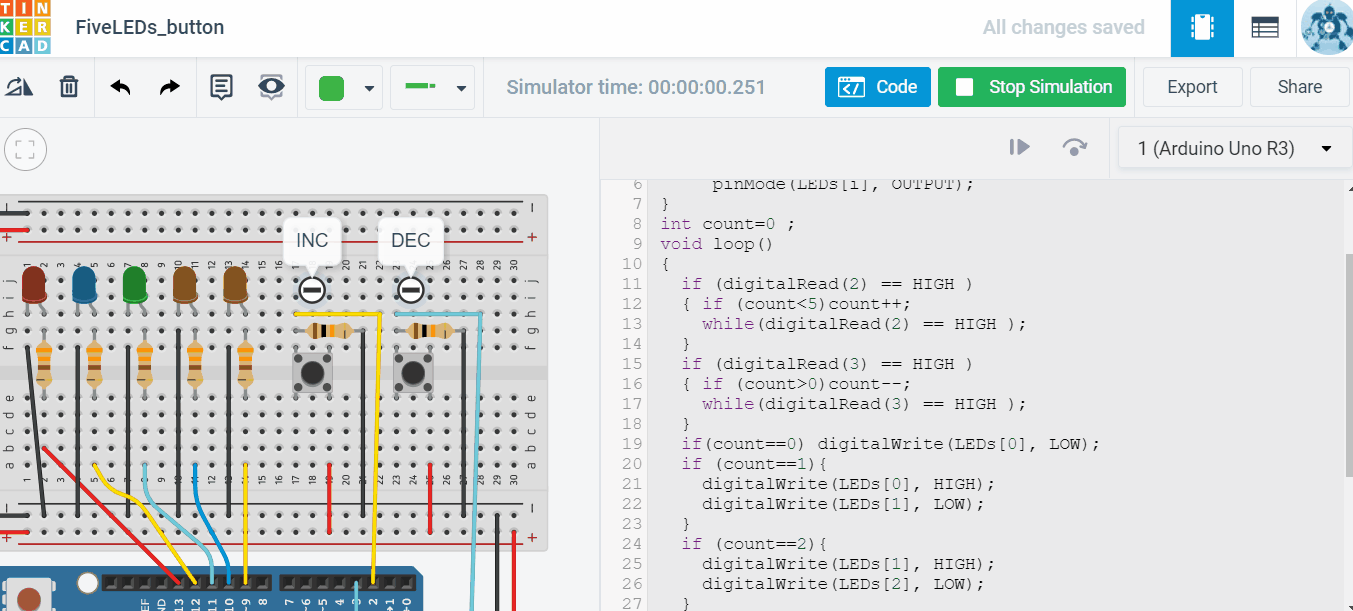 TIN
KER
CAD
FiveLEDs_button
All changes saved
Simulator time: 00:00:00.251
Code
Stop Simulation
Export
Share
1 (Arduino Uno R3)
INC
DEC
6 pinMode(LEDs[i], OUTPUT);
7 }
8 int count=0 ;
9 void loop()
10 {
11 if (digitalRead(2) == HIGH )
12 { if (count<5)count++;
13 while(digitalRead(2) == HIGH );
14 }
15 if (digitalRead(3) == HIGH )
16 { if (count>0)count--;
17 while(digitalRead(3) == HIGH );
18 }
19 if(count==0) digitalWrite(LEDs[0], LOW);
20 if (count==1){
21 digitalWrite(LEDs[0], HIGH);
22 digitalWrite(LEDs[1], LOW);
23 }
24 if (count==2){
25 digitalWrite(LEDs[1], HIGH);
26 digitalWrite(LEDs[2], LOW);
27 }